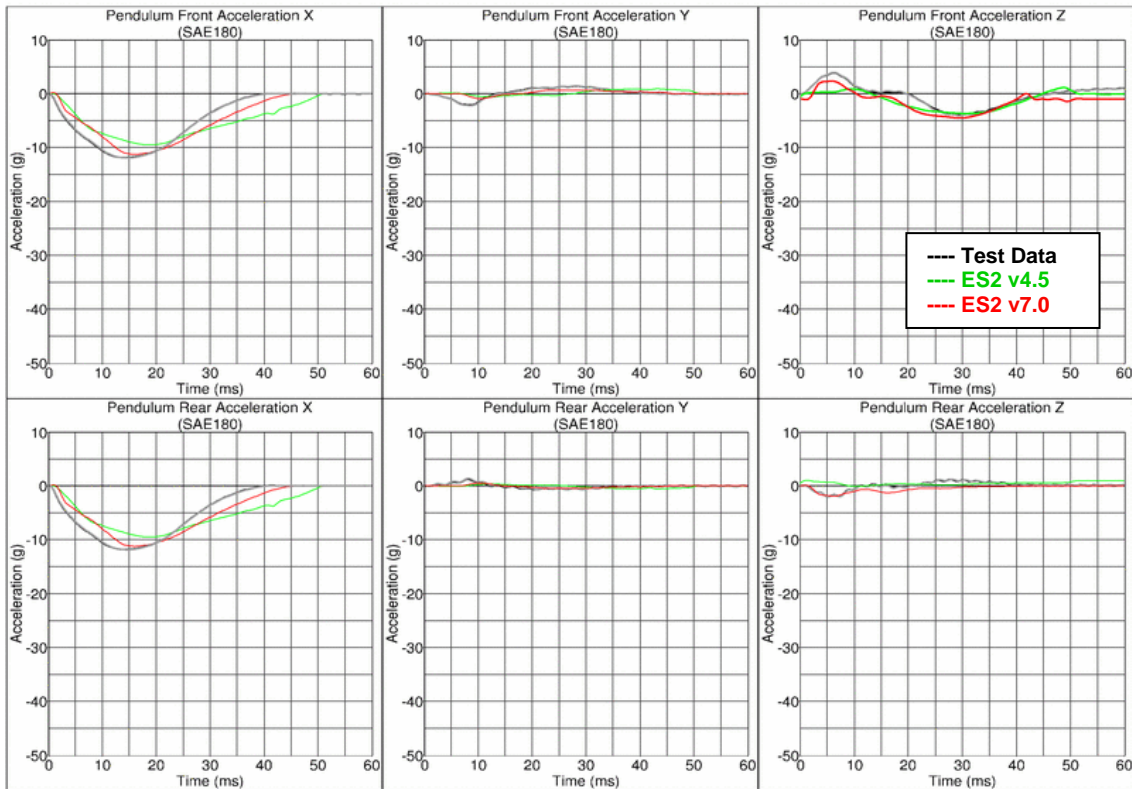 Pendulum Front Acceleration X
(SAE180)
10
0
-10
-20
-30
-40
-50
Acceleration (g)
0 10 20 30 40 50 60
Time (ms)
Pendulum Front Acceleration Y
(SAE180)
10
0
-10
-20
-30
-40
-50
Acceleration (g)
0 10 20 30 40 50 60
Time (ms)
Pendulum Front Acceleration Z
(SAE180)
10
0
-10
-20
-30
-40
-50
Acceleration (g)
0 10 20 30 40 50 60
Time (ms)
---- Test Data
---- ES2 v4.5
---- ES2 v7.0
Pendulum Rear Acceleration X
(SAE180)
10
0
-10
-20
-30
-40
-50
Acceleration (g)
0 10 20 30 40 50 60
Time (ms)
Pendulum Rear Acceleration Y
(SAE180)
10
0
-10
-20
-30
-40
-50
Acceleration (g)
0 10 20 30 40 50 60
Time (ms)
Pendulum Rear Acceleration Z
(SAE180)
10
0
-10
-20
-30
-40
-50
Acceleration (g)
0 10 20 30 40 50 60
Time (ms)